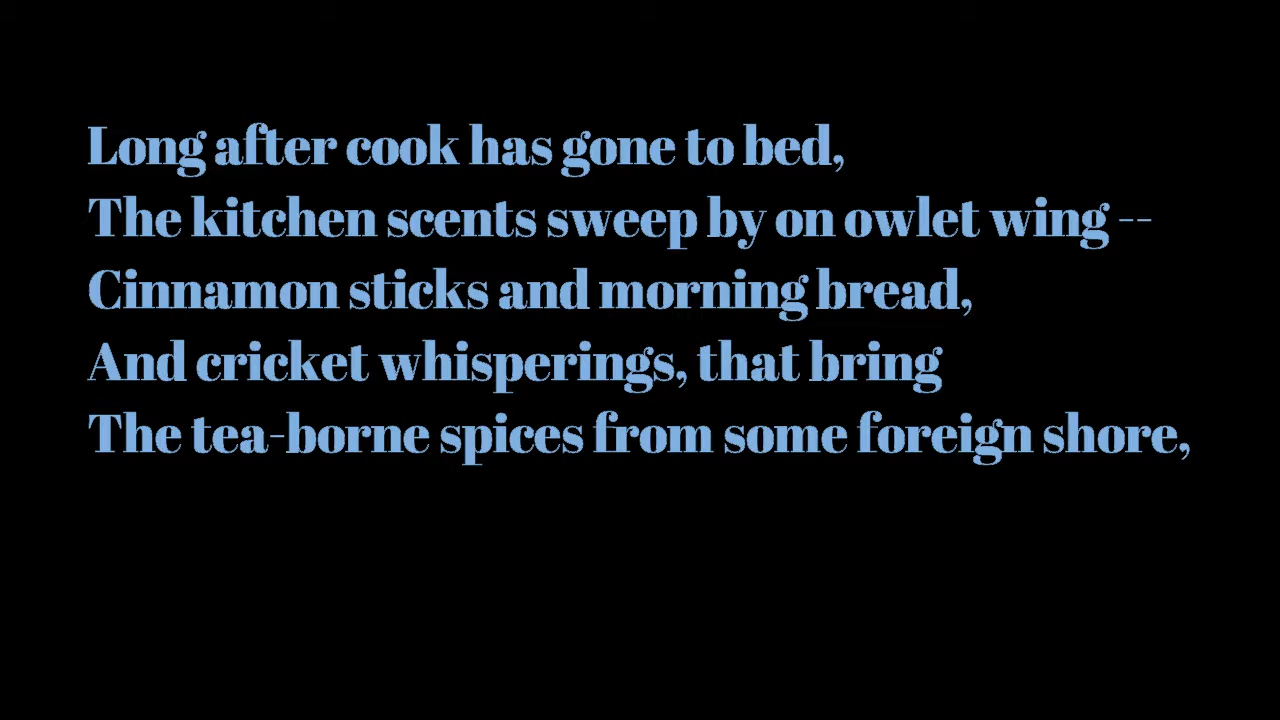 Long after cook has gone to bed,
The kitchen scents sweep by on owlet wing --
Cinnamon sticks and morning bread,
And cricket whisperings, that bring
The tea-borne spices from some foreign shore,